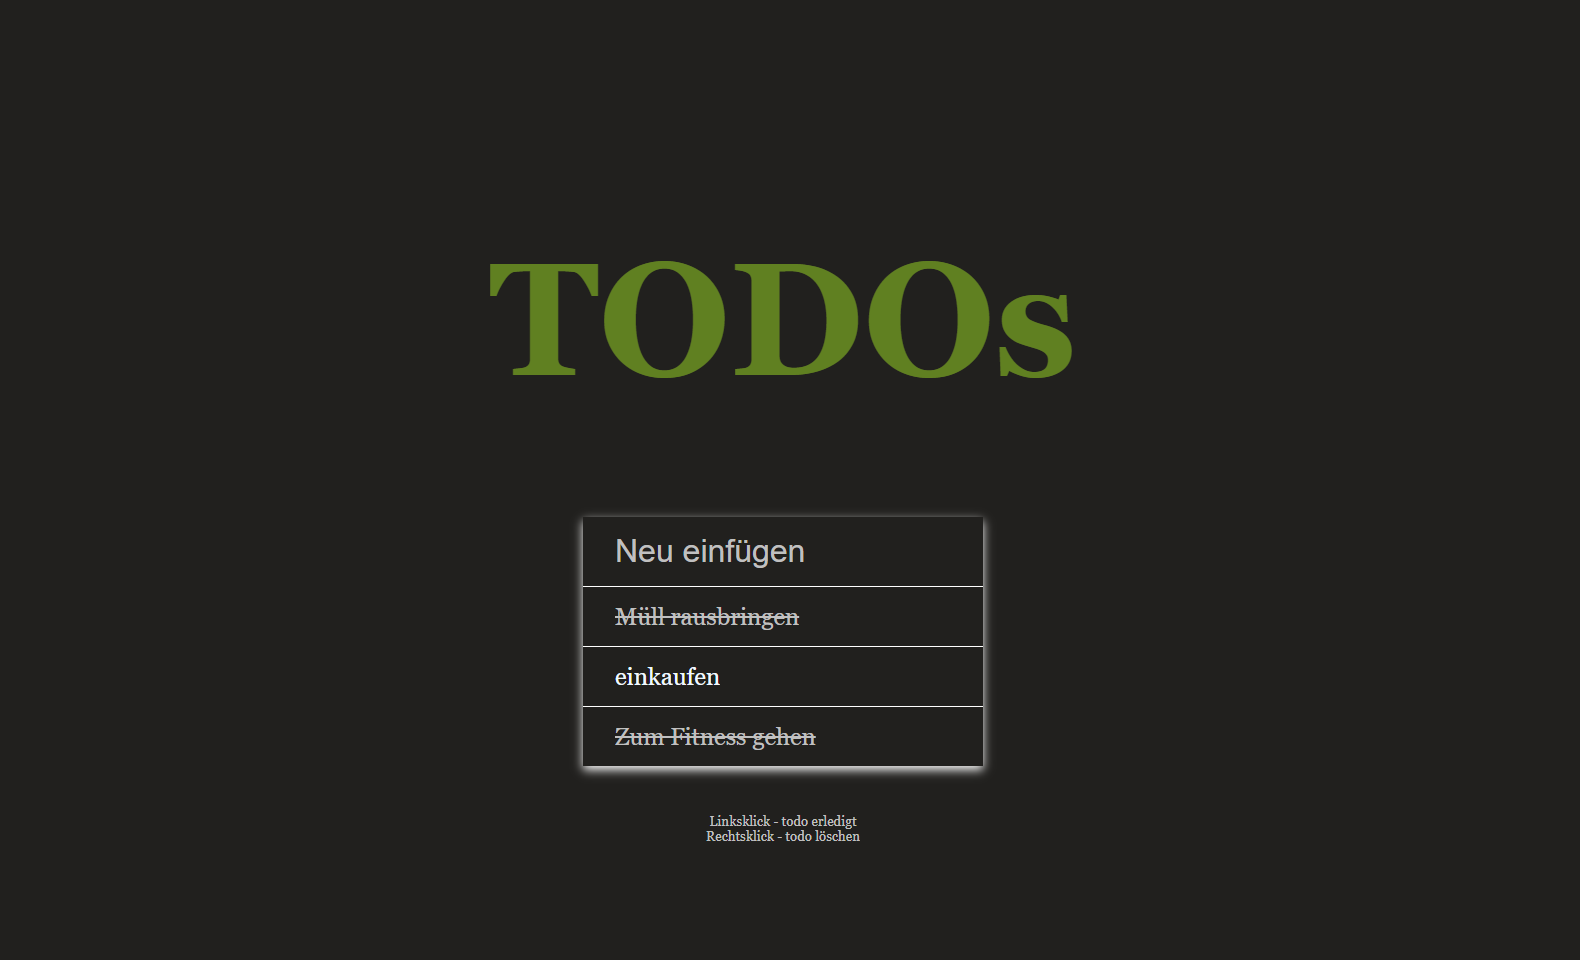 TODOs
Neu einfügen
Müll rausbringen
einkaufen
Zum Fitness gehen
Linksklick - todo erledigt
Rechtsklick - todo löschen